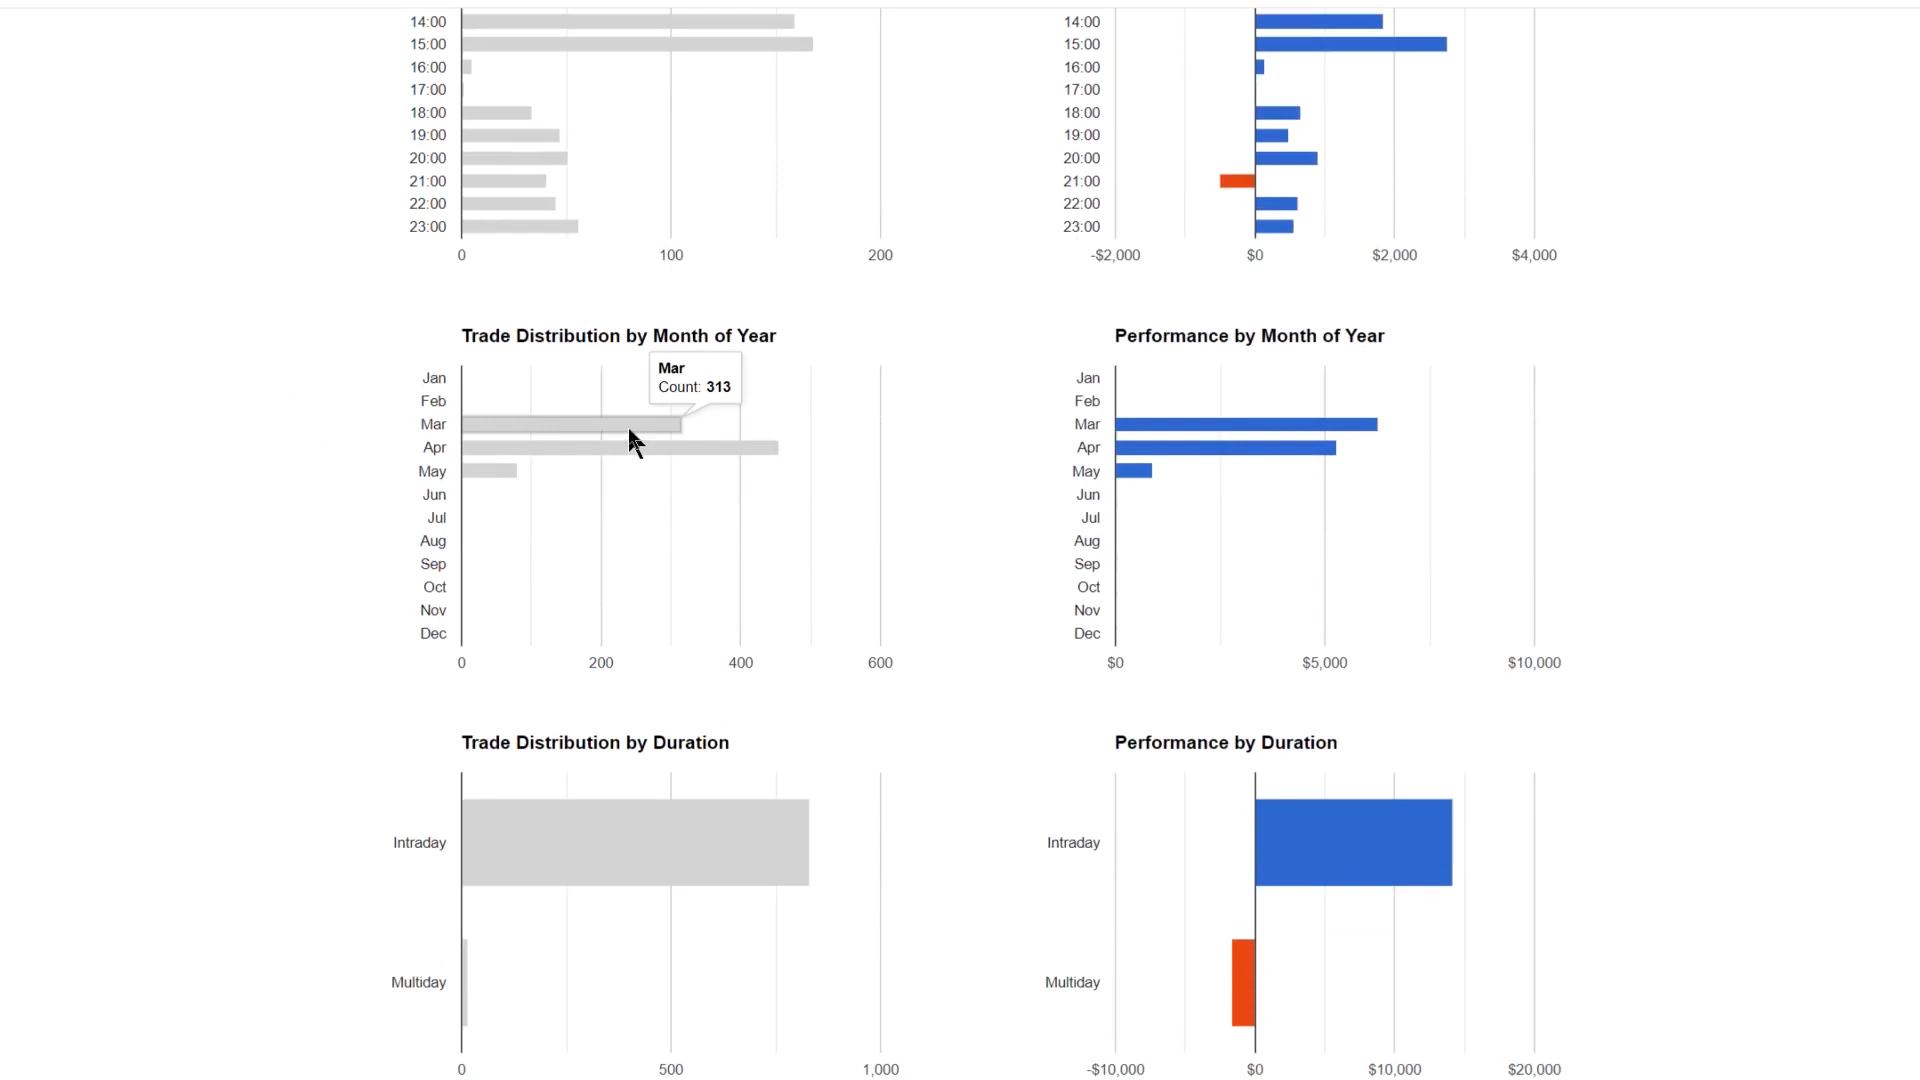 14:00
15:00
16:00
17:00
18:00
19:00
20:00
21:00
22:00
23:00
0 100 200
14:00
15:00
16:00
17:00
18:00
19:00
20:00
21:00
22:00
23:00
-$2,000 $0 $2,000 $4,000
Trade Distribution by Month of Year
Mar
Count: 313
Jan
Feb
Mar
Apr
May
Jun
Jul
Aug
Sep
Oct
Nov
Dec
0 200 400 600
Performance by Month of Year
Jan
Feb
Mar
Apr
May
Jun
Jul
Aug
Sep
Oct
Nov
Dec
$0 $5,000 $10,000
Trade Distribution by Duration
Intraday
Multiday
0 500 1,000
Performance by Duration
Intraday
Multiday
-$10,000 $0 $10,000 $20,000